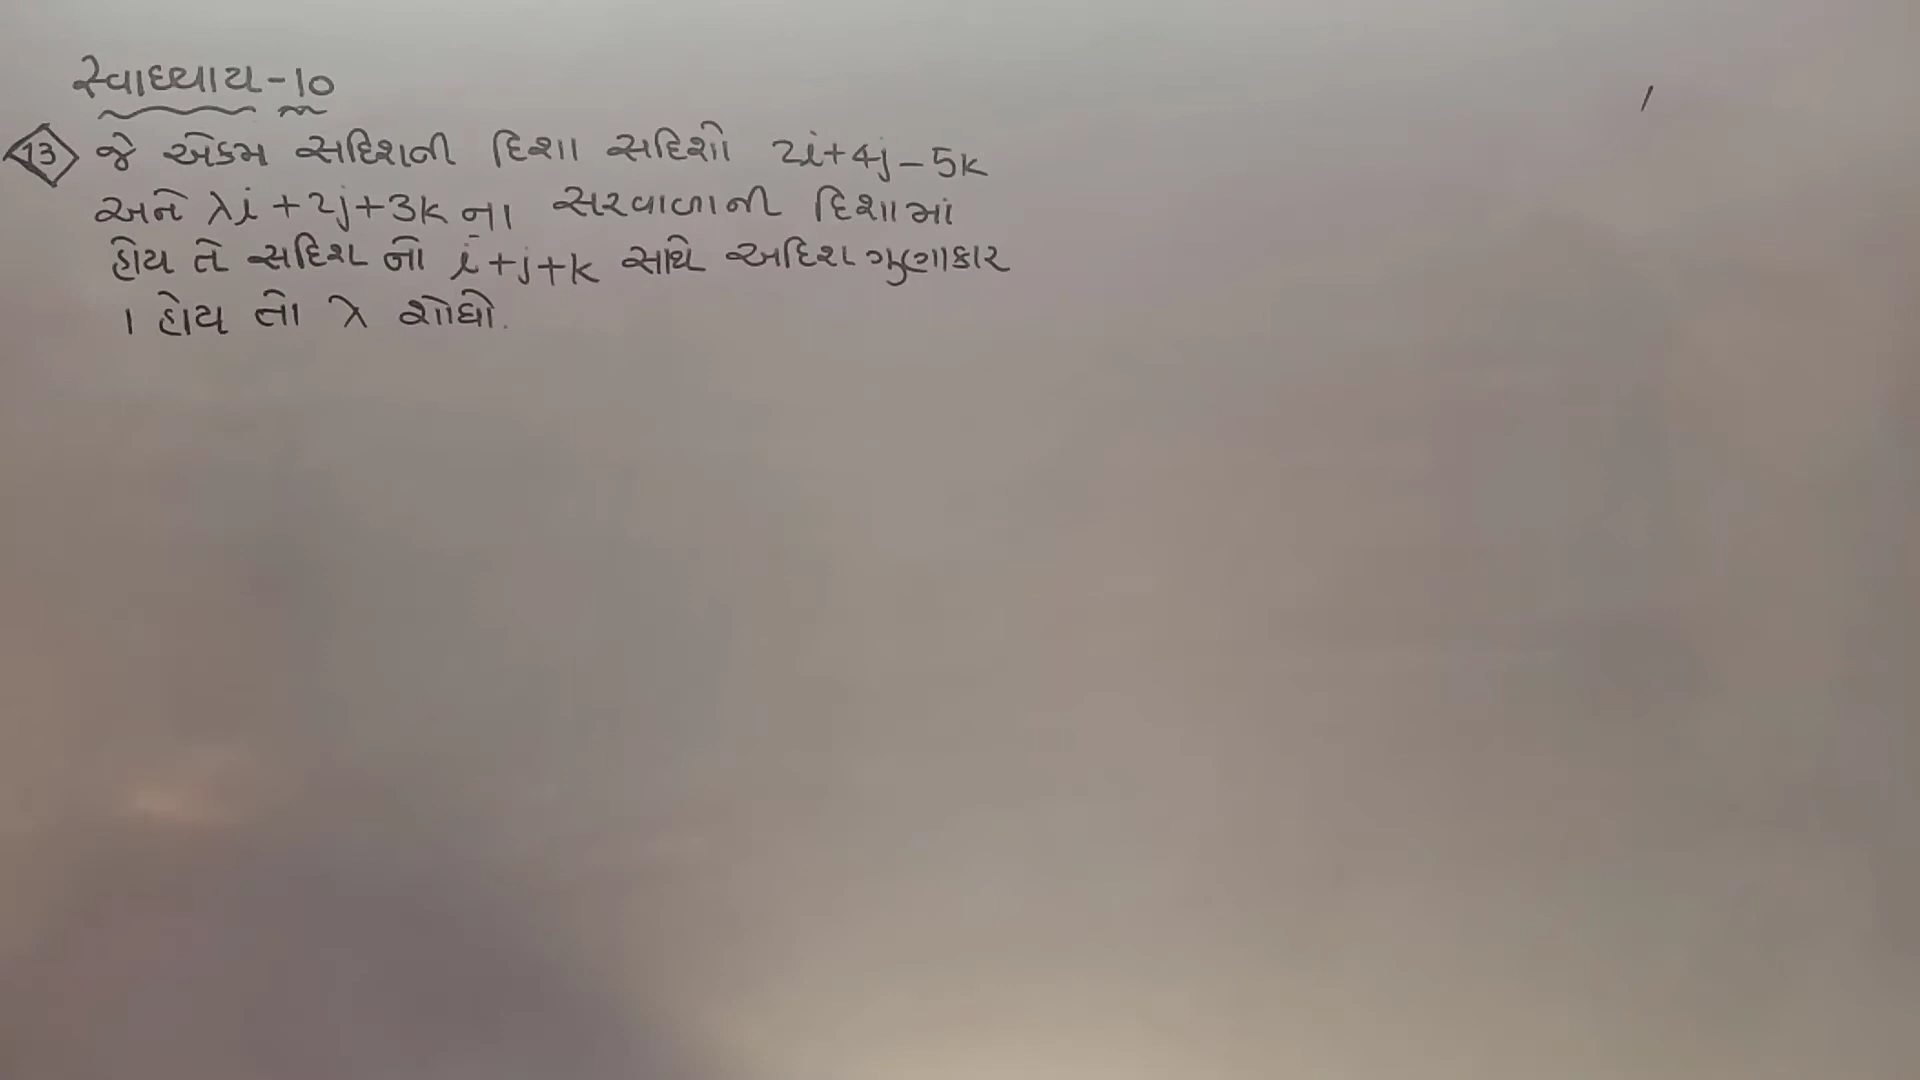 સ્વાધ્યાય-10
13 જે એકમ સદિશની દિશા સદિશો 2i+4j-5k
અને λi+2j+3k ના સરવાળાની દિશામાં
હોય તે સદિશ નો i+j+k સાથે અદિશ ગુણાકાર
1 હોય તો λ શોધો.